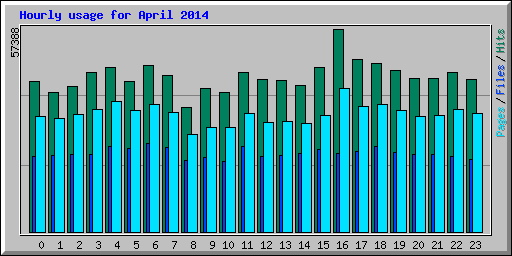 Hourly usage for April 2014
57388
Pages / Files / Hits
0 1 2 3 4 5 6 7 8 9 10 11 12 13 14 15 16 17 18 19 20 21 22 23